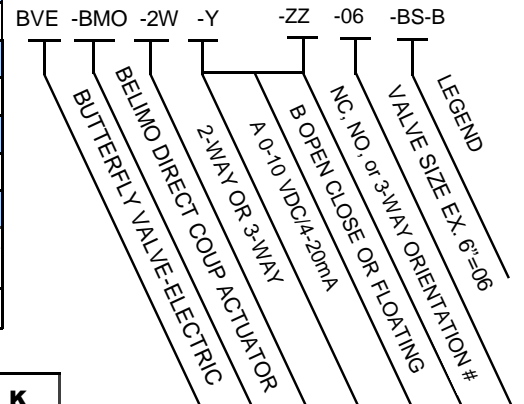 BVE -BMO -2W -Y -ZZ -06 -BS-B
BUTTERFLY VALVE-ELECTRIC
BELIMO DIRECT COUP ACTUATOR
2-WAY OR 3-WAY
A 0-10 VDC/4-20mA
B OPEN CLOSE OR FLOATING
NC, NO, or 3-WAY ORIENTATION #
VALVE SIZE EX. 6"=06
LEGEND
K